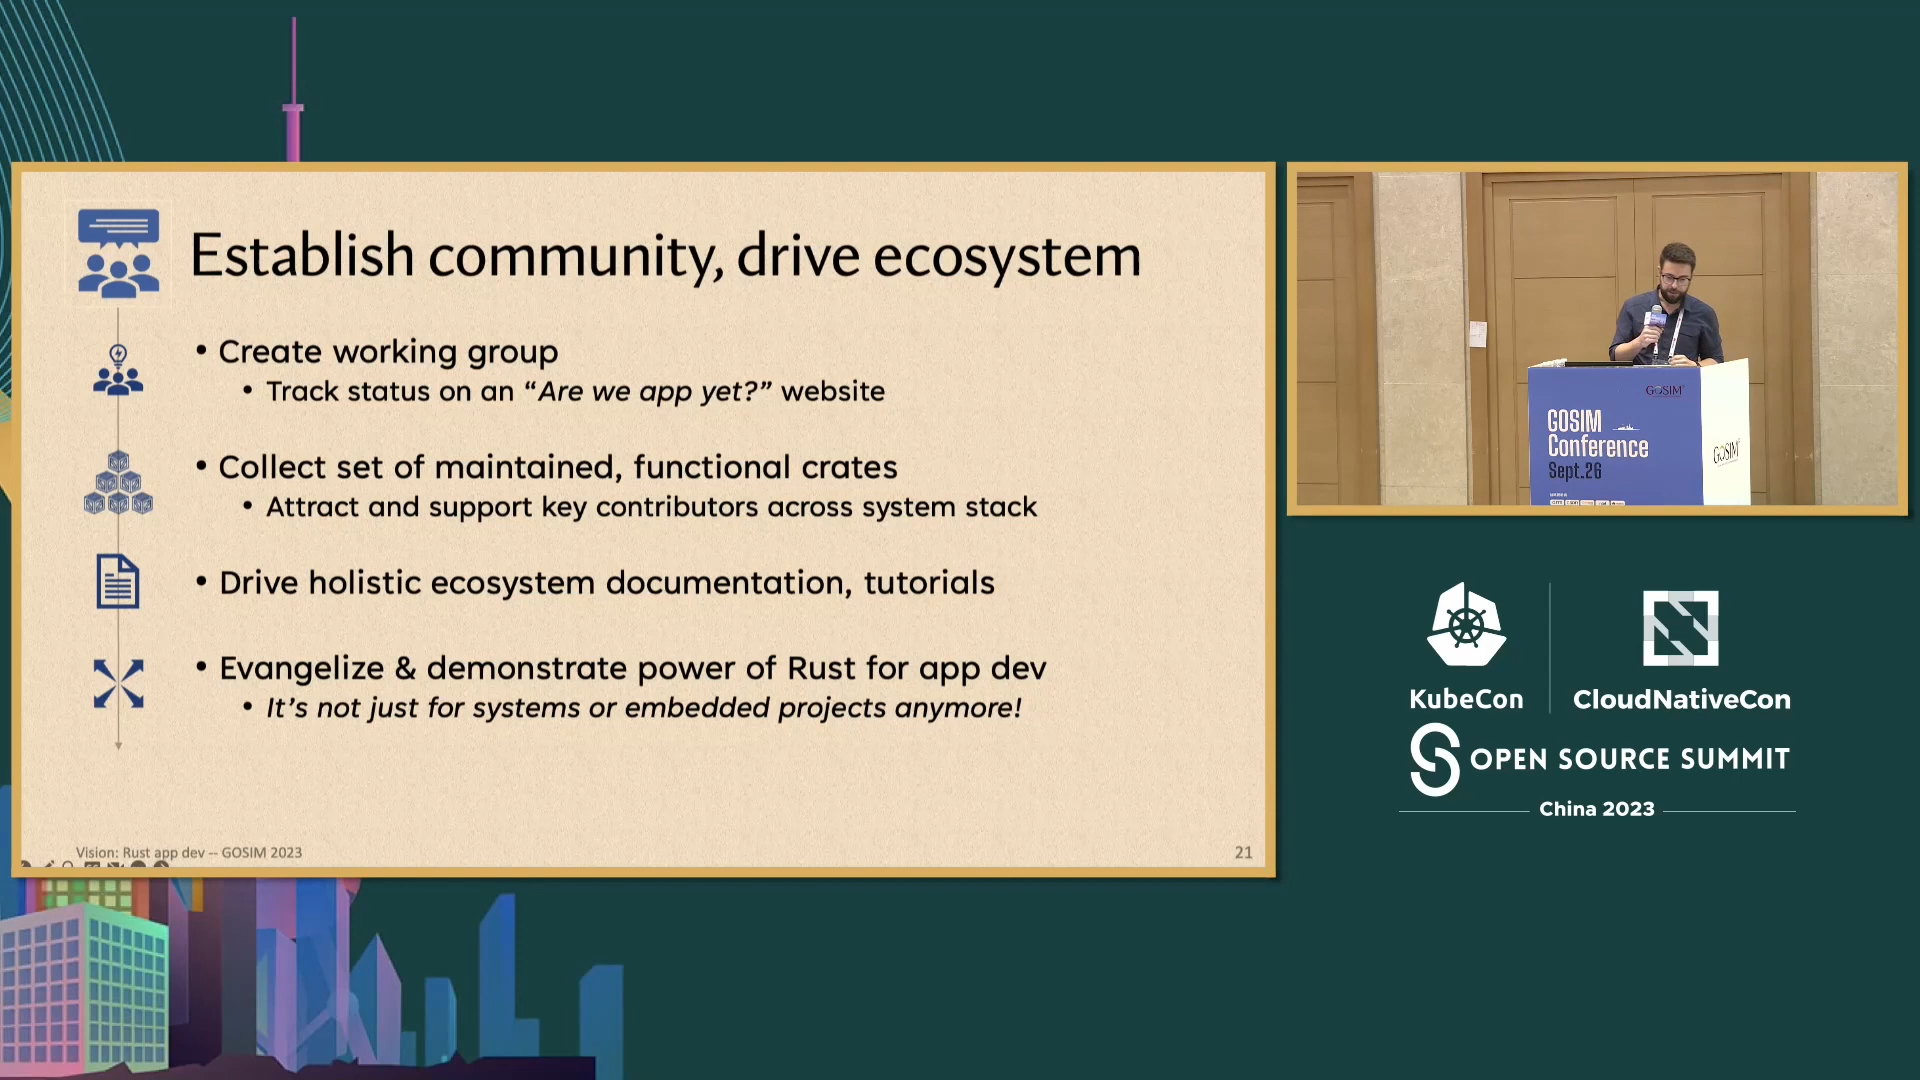 Establish community, drive ecosystem
• Create working group
• Track status on an “Are we app yet?” website
• Collect set of maintained, functional crates
• Attract and support key contributors across system stack
• Drive holistic ecosystem documentation, tutorials
• Evangelize & demonstrate power of Rust for app dev
• It’s not just for systems or embedded projects anymore!
Vision: Rust app dev -- GOSIM 2023
21
GOSIM
GOSIM
Conference
Sept.26
GOSIM
KubeCon
CloudNativeCon
OPEN SOURCE SUMMIT
China 2023